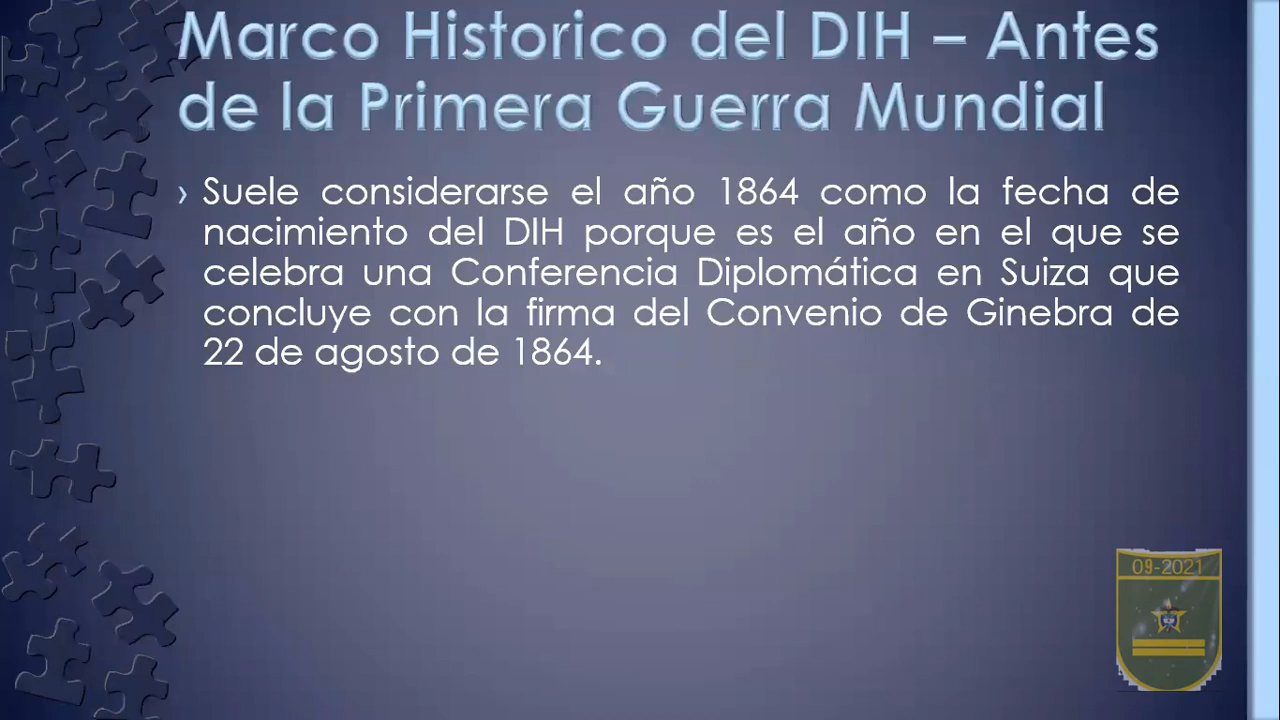 Marco Historico del DIH – Antes
de la Primera Guerra Mundial
› Suele considerarse el año 1864 como la fecha de
nacimiento del DIH porque es el año en el que se
celebra una Conferencia Diplomática en Suiza que
concluye con la firma del Convenio de Ginebra de
22 de agosto de 1864.
09-2021